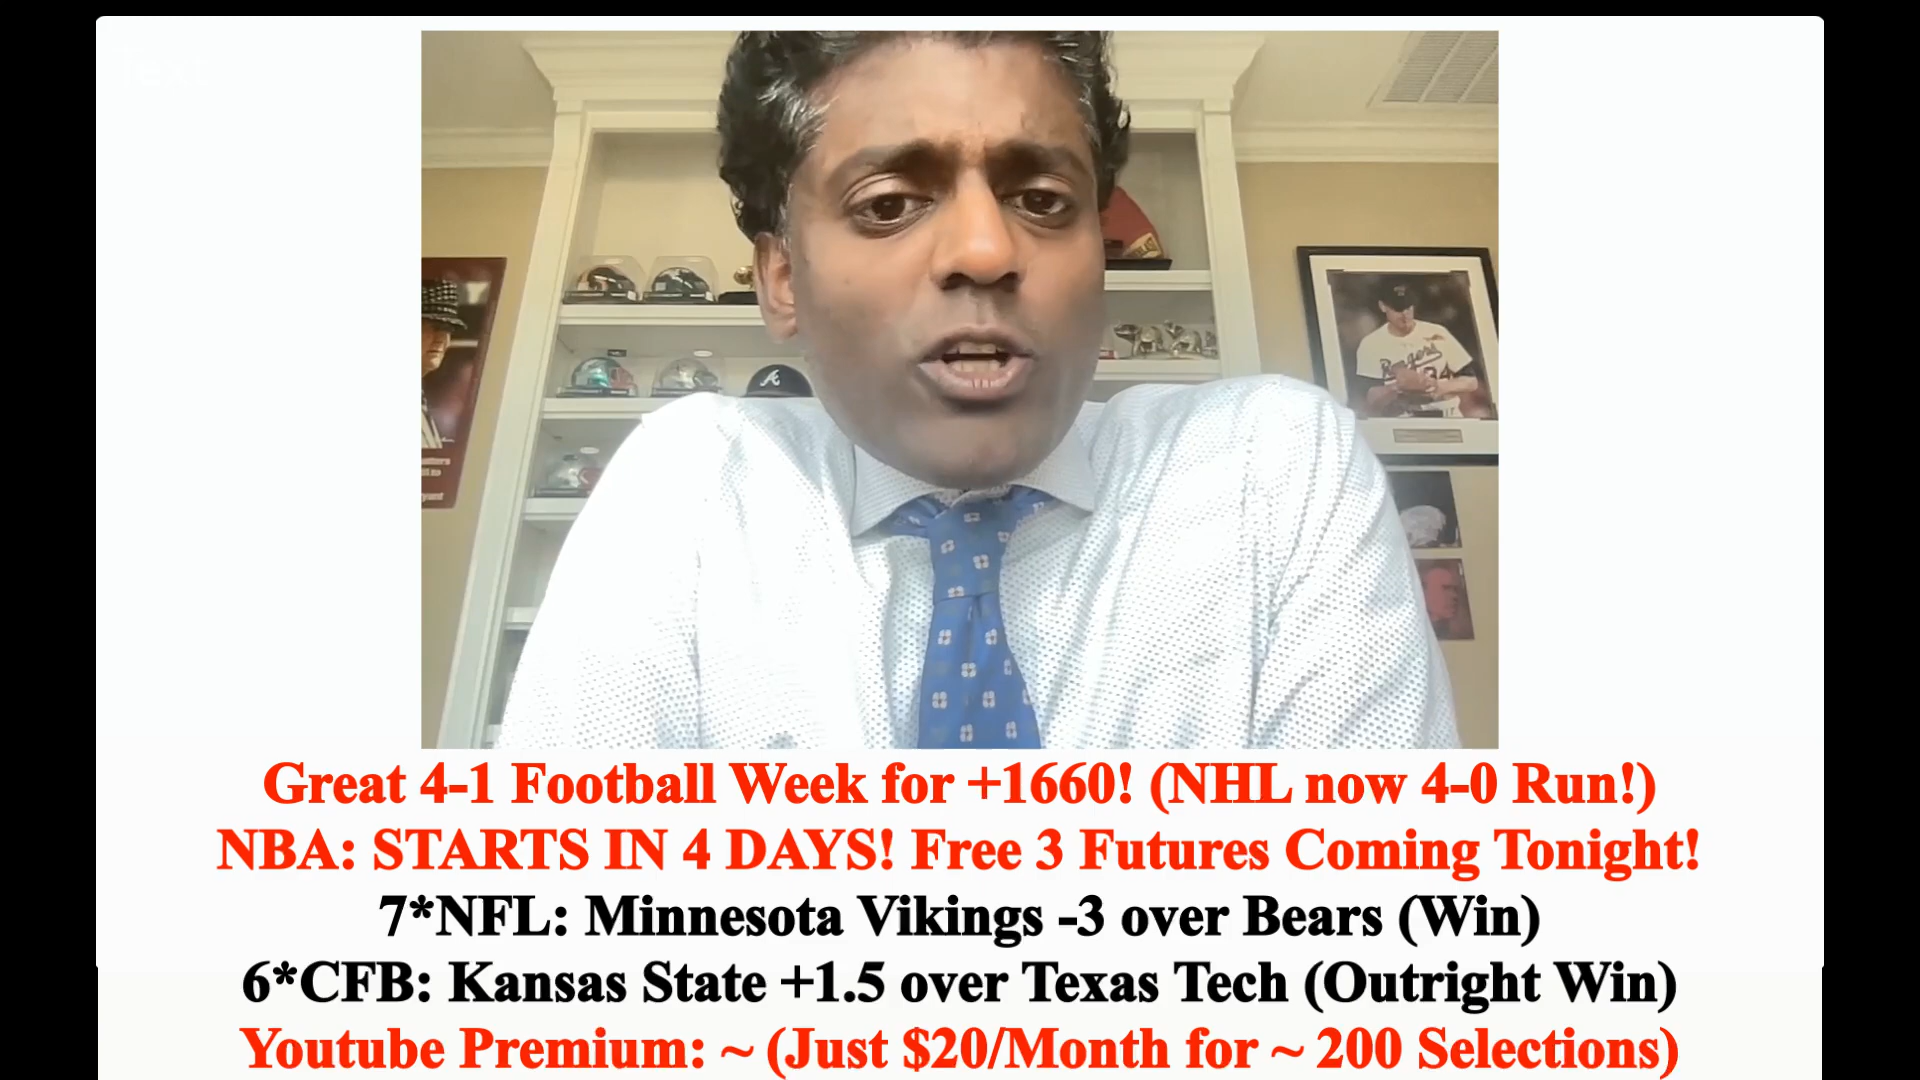 Text
Great 4-1 Football Week for +1660! (NHL now 4-0 Run!)
NBA: STARTS IN 4 DAYS! Free 3 Futures Coming Tonight!
7*NFL: Minnesota Vikings -3 over Bears (Win)
6*CFB: Kansas State +1.5 over Texas Tech (Outright Win)
Youtube Premium: ~ (Just $20/Month for ~ 200 Selections)